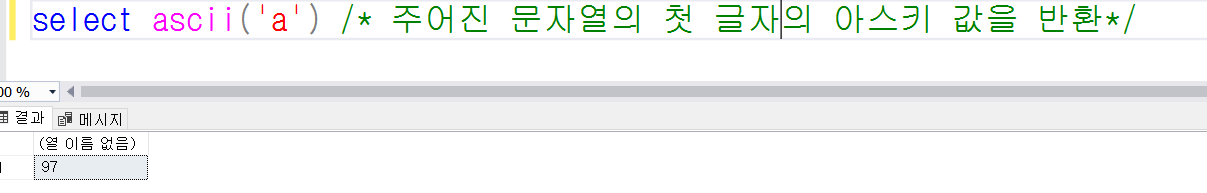 select ascii('a') /* 주어진 문자열의 첫 글자의 아스키 값을 반환*/
00 %
결과 메시지
(열 이름 없음)
97